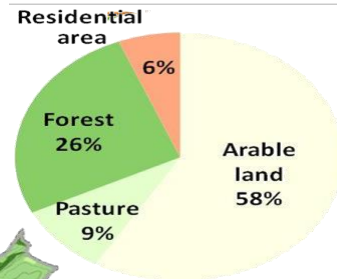 Residential
area
6%
Forest
26%
Arable
land
58%
Pasture
9%